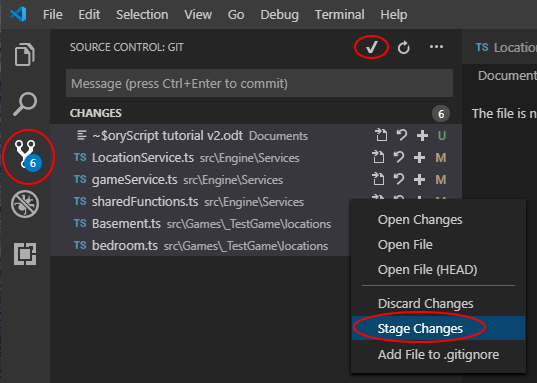 File Edit Selection View Go Debug Terminal Help
SOURCE CONTROL: GIT
TS Location
Message (press Ctrl+Enter to commit)
Document
CHANGES 6
The file is n
~$oryScript tutorial v2.odt Documents U
6
TS LocationService.ts src\Engine\Services M
TS gameService.ts src\Engine\Services M
TS sharedFunctions.ts src\Engine\Services M
TS Basement.ts src\Games\_TestGame\locations
TS bedroom.ts src\Games\_TestGame\locations
Open Changes
Open File
Open File (HEAD)
Discard Changes
Stage Changes
Add File to .gitignore